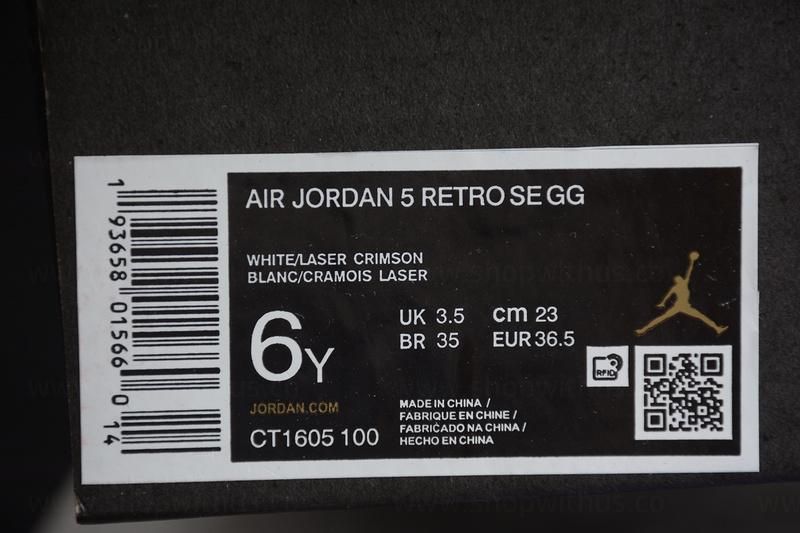 AIR JORDAN 5 RETRO SE GG
WHITE/LASER CRIMSON
BLANC/CRAMOIS LASER
6Y
UK 3.5 cm 23
BR 35 EUR 36.5
RFID
JORDAN.COM
CT1605 100
MADE IN CHINA /
FABRIQUE EN CHINE /
FABRICADO NA CHINA /
HECHO EN CHINA
1 93658 01566 0 14